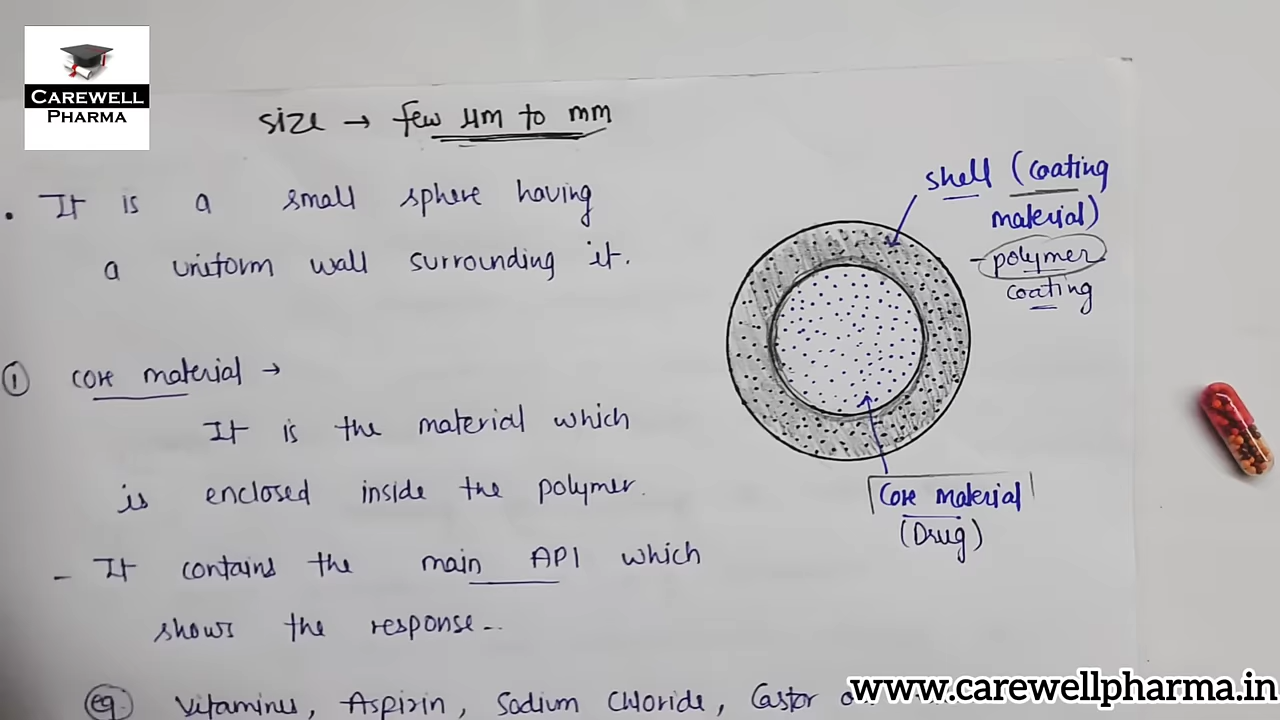 CAREWELL
PHARMA
size → few μm to mm
• It is a small sphere having
a uniform wall surrounding it.
shell (coating
material)
- polymer
coating
Core material
(Drug)
① core material →
It is the material which
is enclosed inside the polymer.
- It contains the main API which
shows the response..
eg. Vitamins, Aspirin, Sodium chloride, Castor
www.carewellpharma.in